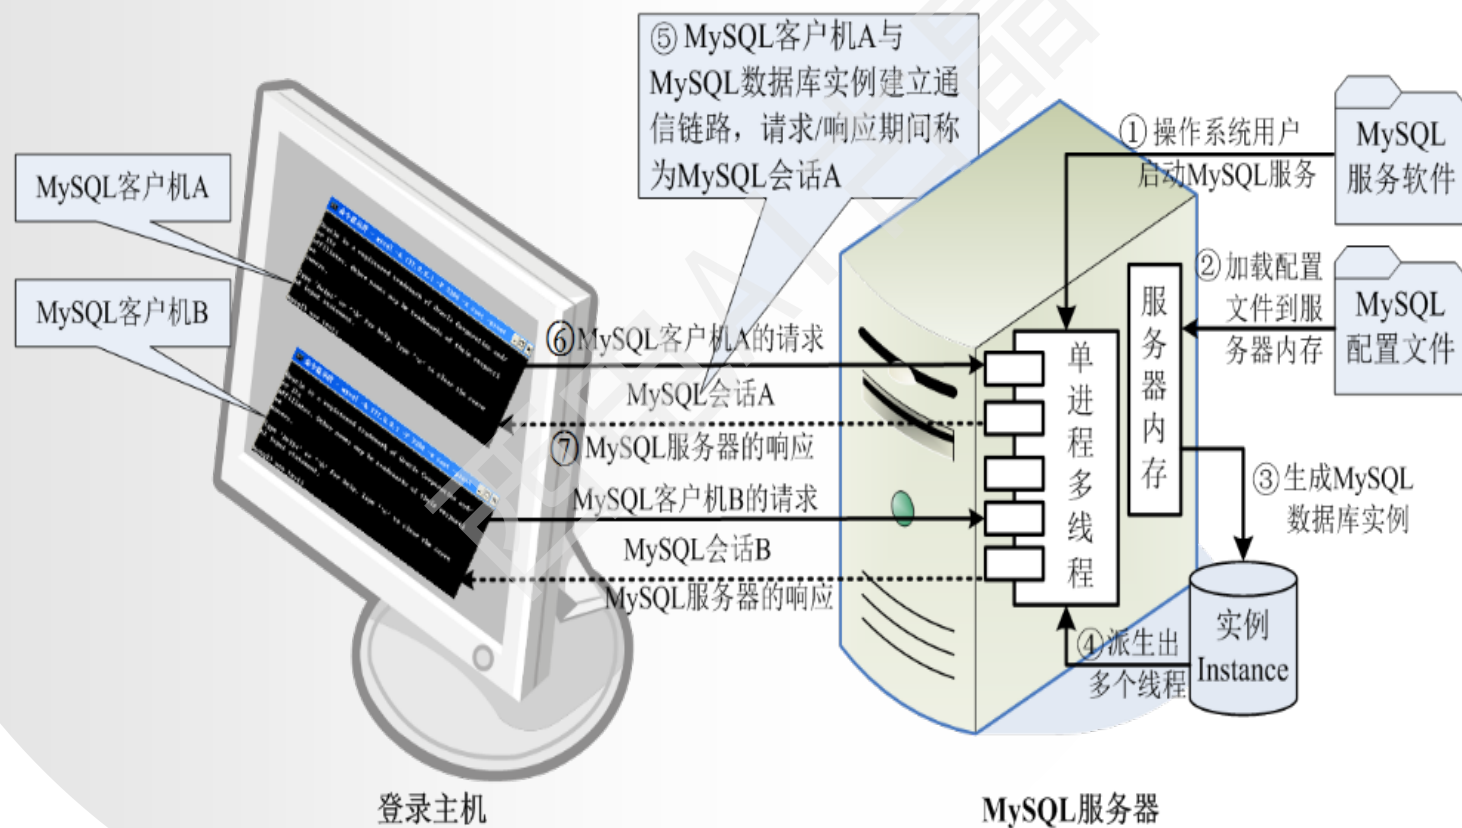 ⑤ MySQL客户机A与
MySQL数据库实例建立通
信链路，请求/响应期间称
为MySQL会话A
MySQL客户机A
MySQL客户机B
① 操作系统用户
启动MySQL服务
MySQL
服务软件
② 加载配置
文件到服
务器内存
MySQL
配置文件
服务器内存
单进程多线程
⑥ MySQL客户机A的请求
MySQL会话A
⑦ MySQL服务器的响应
MySQL客户机B的请求
MySQL会话B
MySQL服务器的响应
③ 生成MySQL
数据库实例
④ 派生出
多个线程
实例
Instance
登录主机
MySQL服务器